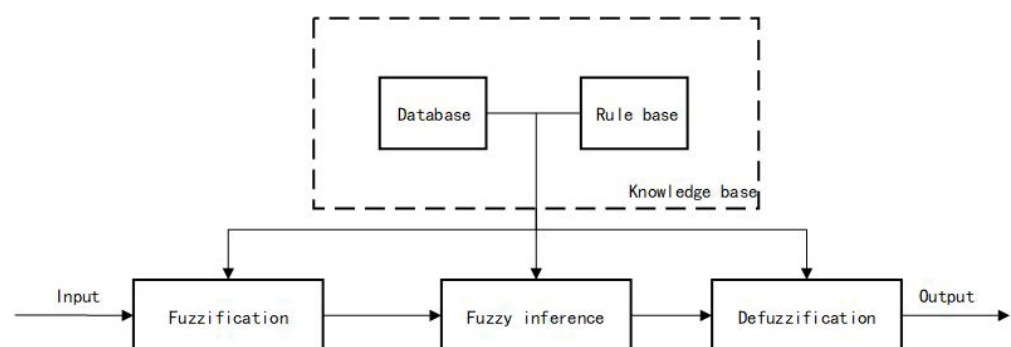 Database
Rule base
Knowledge base
Input
Fuzzification
Fuzzy inference
Defuzzification
Output